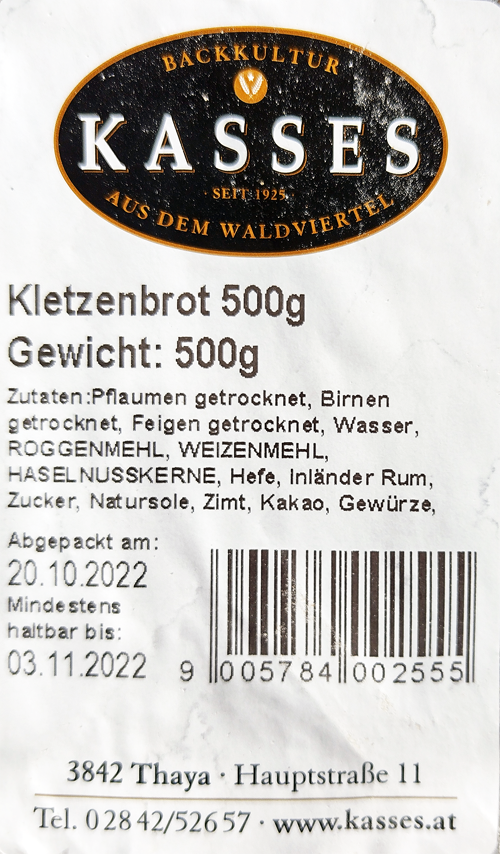 BACKKULTUR
KASSES
· SEIT 1925 ·
AUS DEM WALDVIERTEL
Kletzenbrot 500g
Gewicht: 500g
Zutaten:Pflaumen getrocknet, Birnen
getrocknet, Feigen getrocknet, Wasser,
ROGGENMEHL, WEIZENMEHL,
HASELNUSSKERNE, Hefe, Inländer Rum,
Zucker, Natursole, Zimt, Kakao, Gewürze,
Abgepackt am:
20.10.2022
Mindestens
haltbar bis:
03.11.2022
9 005784 002555
3842 Thaya · Hauptstraße 11
Tel. 02842/52657 · www.kasses.at